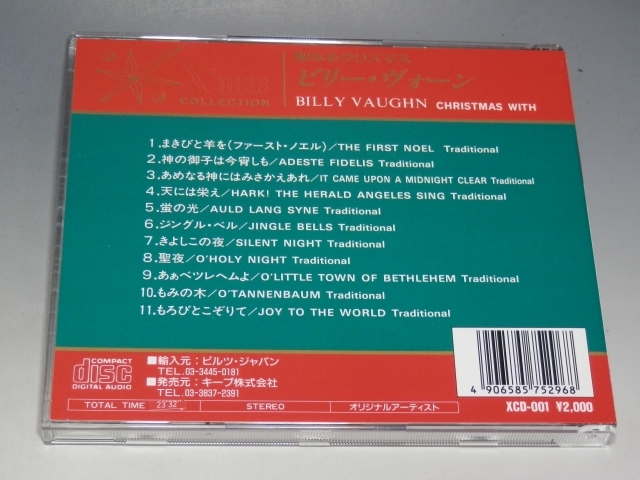 Xmas
COLLECTION
ビリー・ヴォーン
BILLY VAUGHN CHRISTMAS WITH
1.まきびと羊を(ファースト・ノエル)/THE FIRST NOEL Traditional
2.神の御子は今宵しも/ADESTE FIDELIS Traditional
3.あめなる神にはみさかえあれ/IT CAME UPON A MIDNIGHT CLEAR Traditional
4.天には栄え/HARK! THE HERALD ANGELES SING Traditional
5.蛍の光/AULD LANG SYNE Traditional
6.ジングル・ベル/JINGLE BELLS Traditional
7.きよしこの夜/SILENT NIGHT Traditional
8.聖夜/O'HOLY NIGHT Traditional
9.あぁベツレヘムよ/O'LITTLE TOWN OF BETHLEHEM Traditional
10.もみの木/O'TANNENBAUM Traditional
11.もろびとこぞりて/JOY TO THE WORLD Traditional
COMPACT
disc
DIGITAL AUDIO
■輸入元:ピルツ・ジャパン
TEL.03-3445-0181
■発売元:キープ株式会社
TEL.03-3837-2391
4 906585 752968
TOTAL TIME 23'32" STEREO オリジナルアーティスト XCD-001 ¥2,000